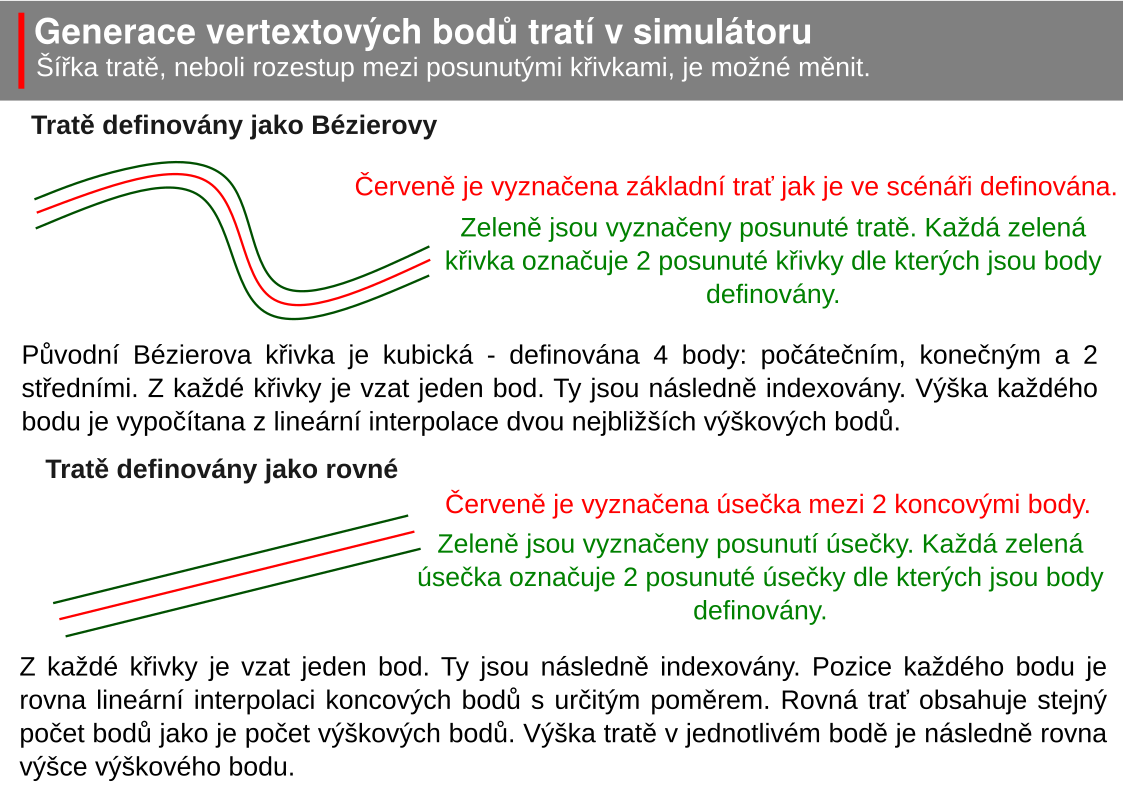 Generace vertextových bodů tratí v simulátoru
Šířka tratě, neboli rozestup mezi posunutými křivkami, je možné měnit.
Tratě definovány jako Bézierovy
Červeně je vyznačena základní trať jak je ve scénáři definována.
Zeleně jsou vyznačeny posunuté tratě. Každá zelená
křivka označuje 2 posunuté křivky dle kterých jsou body
definovány.
Původní Bézierova křivka je kubická - definována 4 body: počátečním, konečným a 2
středními. Z každé křivky je vzat jeden bod. Ty jsou následně indexovány. Výška každého
bodu je vypočítana z lineární interpolace dvou nejbližších výškových bodů.
Tratě definovány jako rovné
Červeně je vyznačena úsečka mezi 2 koncovými body.
Zeleně jsou vyznačeny posunutí úsečky. Každá zelená
úsečka označuje 2 posunuté úsečky dle kterých jsou body
definovány.
Z každé křivky je vzat jeden bod. Ty jsou následně indexovány. Pozice každého bodu je
rovna lineární interpolaci koncových bodů s určitým poměrem. Rovná trať obsahuje stejný
počet bodů jako je počet výškových bodů. Výška tratě v jednotlivém bodě je následně rovna
výšce výškového bodu.